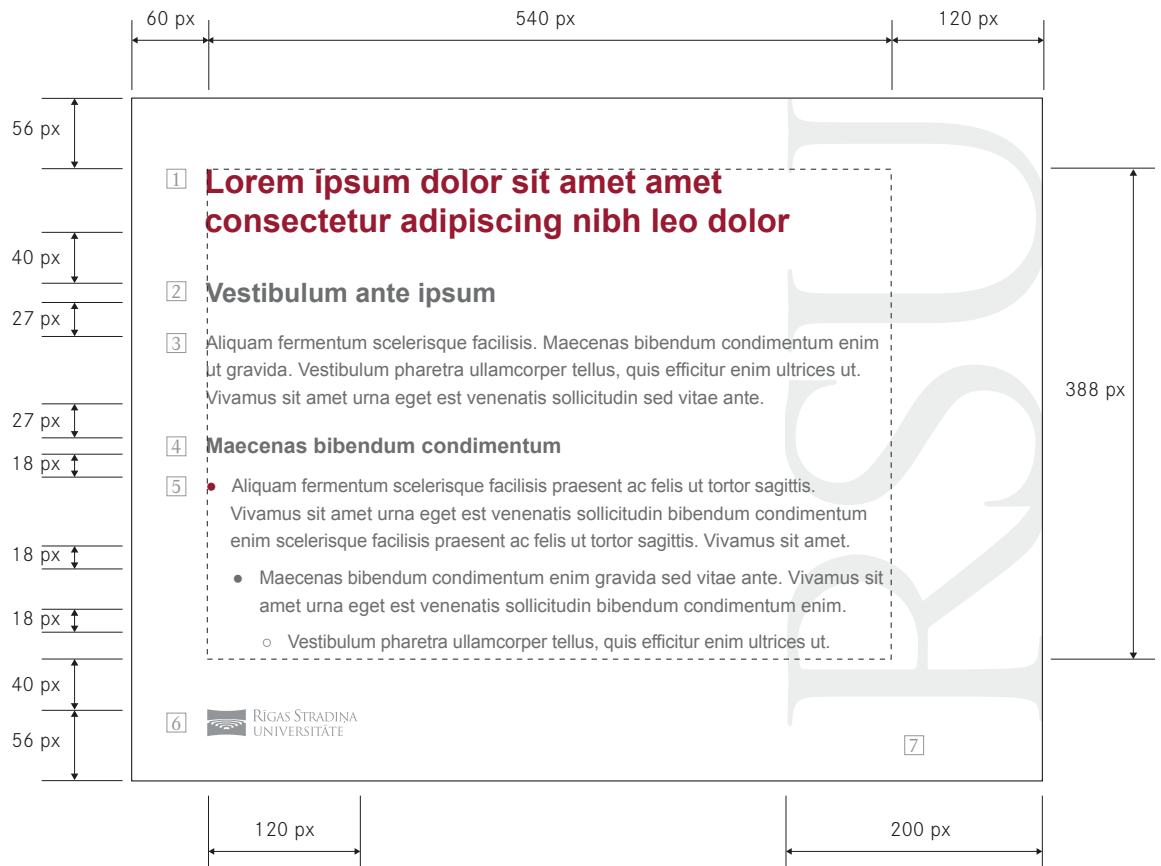 60 px
540 px
120 px
56 px
1 Lorem ipsum dolor sit amet amet
consectetur adipiscing nibh leo dolor
40 px
2 Vestibulum ante ipsum
27 px
3 Aliquam fermentum scelerisque facilisis. Maecenas bibendum condimentum enim
ut gravida. Vestibulum pharetra ullamcorper tellus, quis efficitur enim ultrices ut.
Vivamus sit amet urna eget est venenatis sollicitudin sed vitae ante.
388 px
27 px
4 Maecenas bibendum condimentum
18 px
5 ● Aliquam fermentum scelerisque facilisis praesent ac felis ut tortor sagittis.
Vivamus sit amet urna eget est venenatis sollicitudin bibendum condimentum
enim scelerisque facilisis praesent ac felis ut tortor sagittis. Vivamus sit amet.
18 px
● Maecenas bibendum condimentum enim gravida sed vitae ante. Vivamus sit
amet urna eget est venenatis sollicitudin bibendum condimentum enim.
18 px
○ Vestibulum pharetra ullamcorper tellus, quis efficitur enim ultrices ut.
40 px
6 Rīgas Stradiņa
universitāte
56 px
7
RSU
120 px
200 px